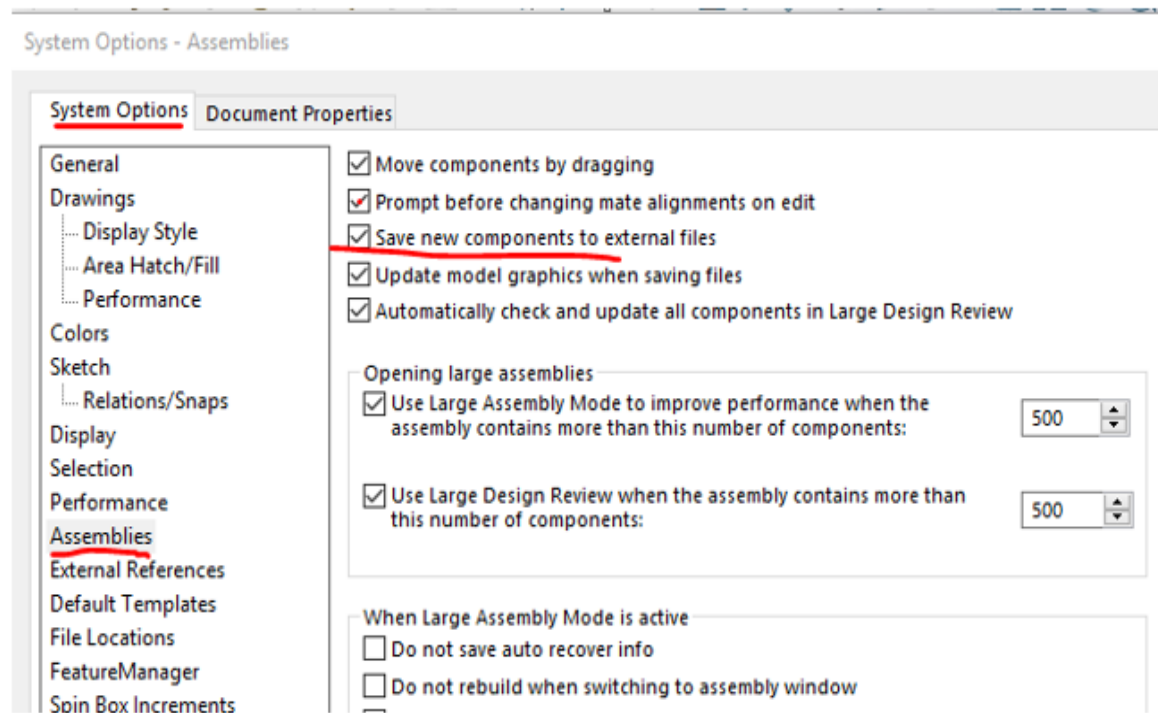 System Options - Assemblies
System Options Document Properties
General
Drawings
Display Style
Area Hatch/Fill
Performance
Colors
Sketch
Relations/Snaps
Display
Selection
Performance
Assemblies
External References
Default Templates
File Locations
FeatureManager
Spin Box Increments
Move components by dragging
Prompt before changing mate alignments on edit
Save new components to external files
Update model graphics when saving files
Automatically check and update all components in Large Design Review
Opening large assemblies
Use Large Assembly Mode to improve performance when the
assembly contains more than this number of components:
500
Use Large Design Review when the assembly contains more than
this number of components:
500
When Large Assembly Mode is active
Do not save auto recover info
Do not rebuild when switching to assembly window